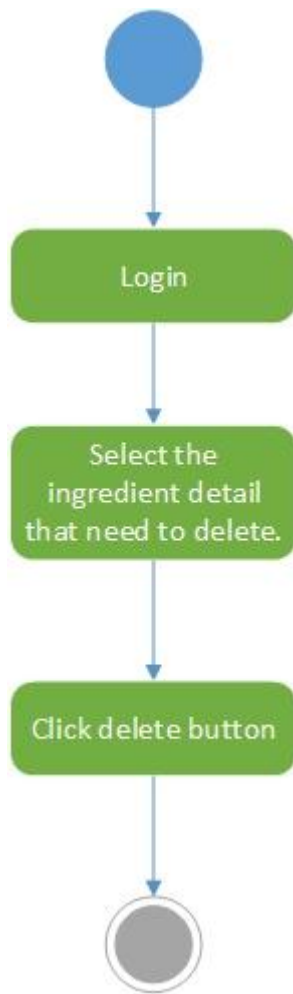 Login
Select the
ingredient detail
that need to delete.
Click delete button